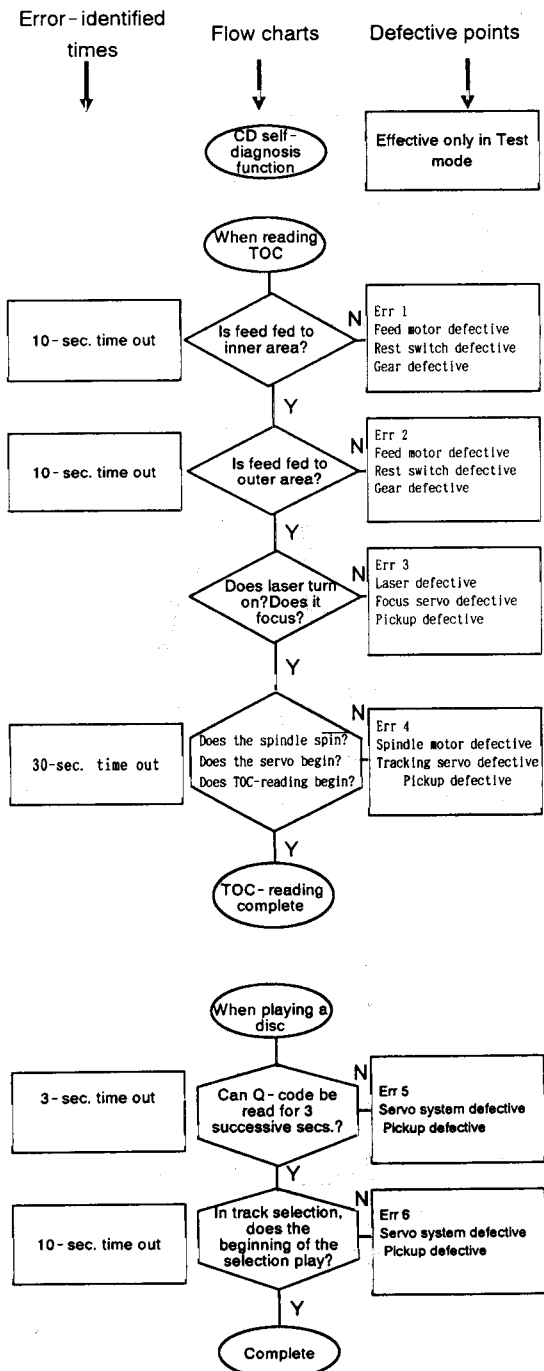 Error-identified times
Flow charts
Defective points
CD self-
diagnosis
function
Effective only in Test
mode
When reading
TOC
10-sec. time out
Is feed fed to
inner area?
N
Err 1
Feed motor defective
Rest switch defective
Gear defective
Y
10-sec. time out
Is feed fed to
outer area?
N
Err 2
Feed motor defective
Rest switch defective
Gear defective
Y
Does laser turn
on?Does it
focus?
N
Err 3
Laser defective
Focus servo defective
Pickup defective
Y
30-sec. time out
Does the spindle spin?
Does the servo begin?
Does TOC-reading begin?
N
Err 4
Spindle motor defective
Tracking servo defective
Pickup defective
Y
TOC-reading
complete
When playing a
disc
3-sec. time out
Can Q-code be
read for 3
successive secs.?
N
Err 5
Servo system defective
Pickup defective
Y
10-sec. time out
In track selection,
does the
beginning of the
selection play?
N
Err 6
Servo system defective
Pickup defective
Y
Complete